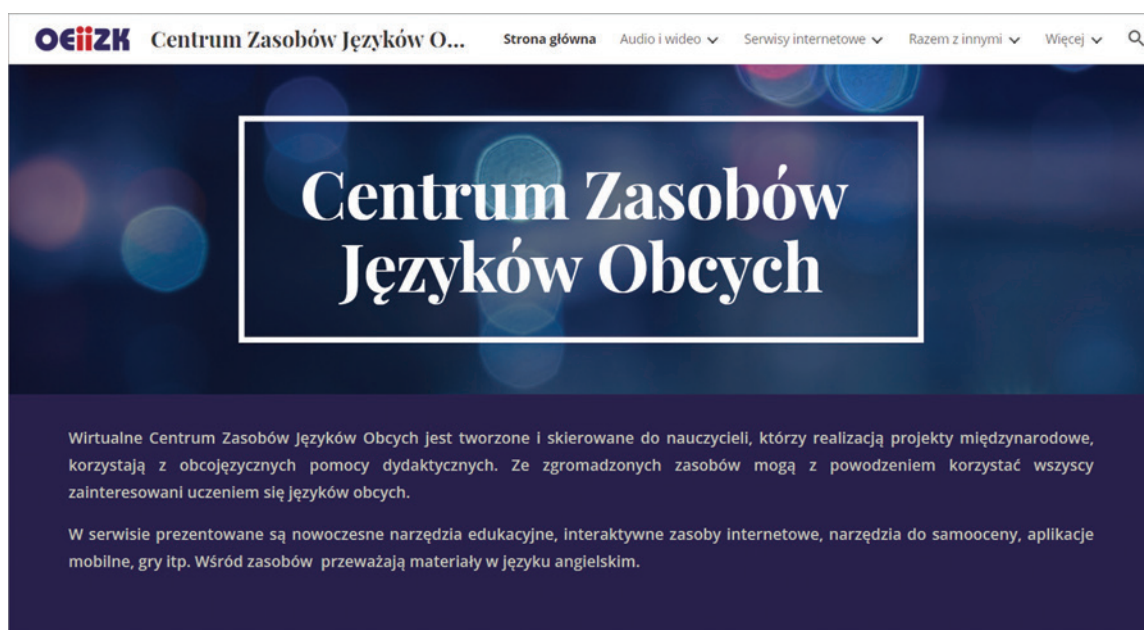 OEiiZK Centrum Zasobów Języków O... Strona główna Audio i wideo Serwisy internetowe Razem z innymi Więcej
Centrum Zasobów
Języków Obcych
Wirtualne Centrum Zasobów Języków Obcych jest tworzone i skierowane do nauczycieli, którzy realizacją projekty międzynarodowe,
korzystają z obcojęzycznych pomocy dydaktycznych. Ze zgromadzonych zasobów mogą z powodzeniem korzystać wszyscy
zainteresowani uczeniem się języków obcych.
W serwisie prezentowane są nowoczesne narzędzia edukacyjne, interaktywne zasoby internetowe, narzędzia do samooceny, aplikacje
mobilne, gry itp. Wśród zasobów przeważają materiały w języku angielskim.